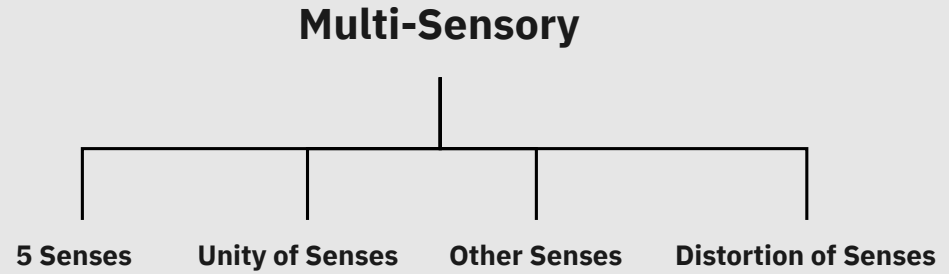 Multi-Sensory
5 Senses
Unity of Senses
Other Senses
Distortion of Senses